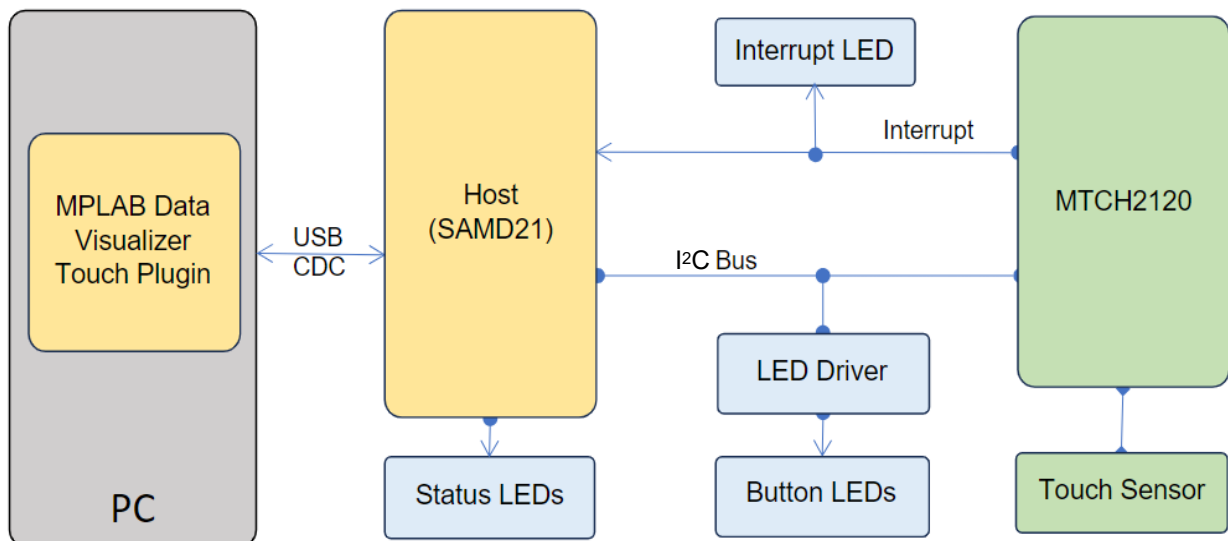 Interrupt LED
Interrupt
Host
(SAMD21)
MTCH2120
MPLAB Data
Visualizer
Touch Plugin
USB
CDC
I²C Bus
LED Driver
Status LEDs
Button LEDs
Touch Sensor
PC